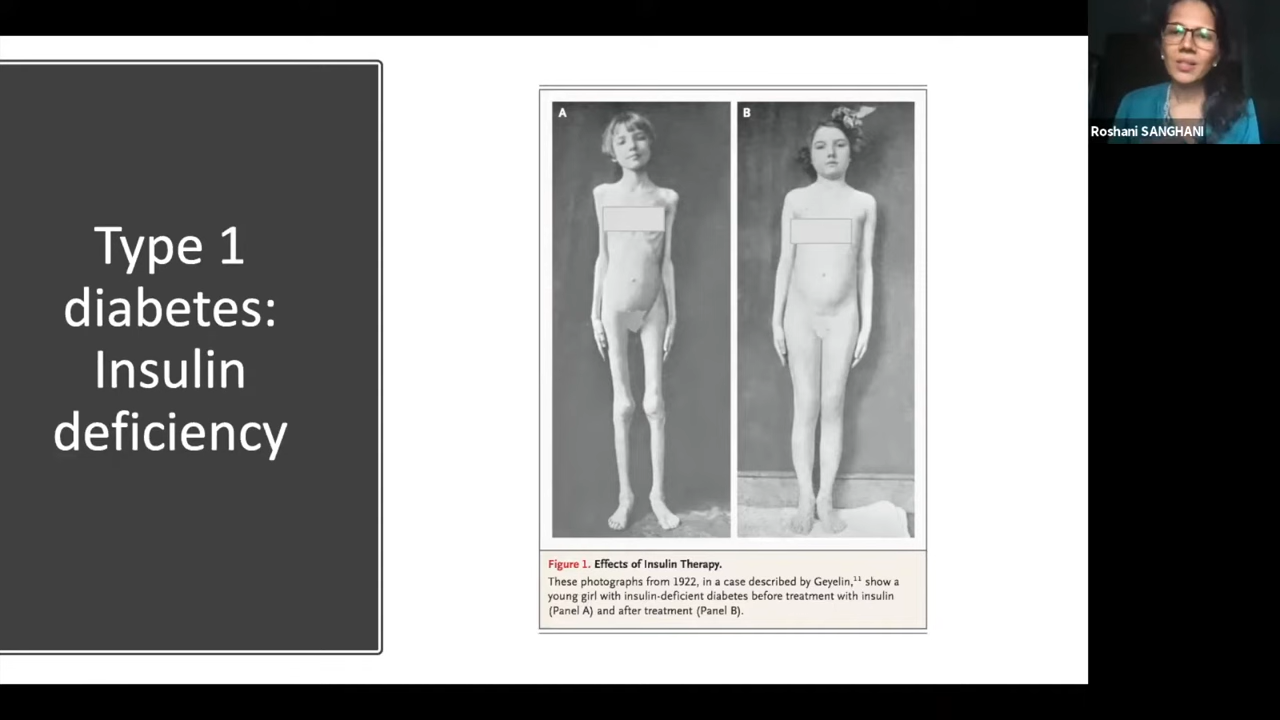 Type 1
diabetes:
Insulin
deficiency
A
B
Figure 1. Effects of Insulin Therapy.
These photographs from 1922, in a case described by Geyelin,¹¹ show a
young girl with insulin-deficient diabetes before treatment with insulin
(Panel A) and after treatment (Panel B).
Roshani SANGHANI